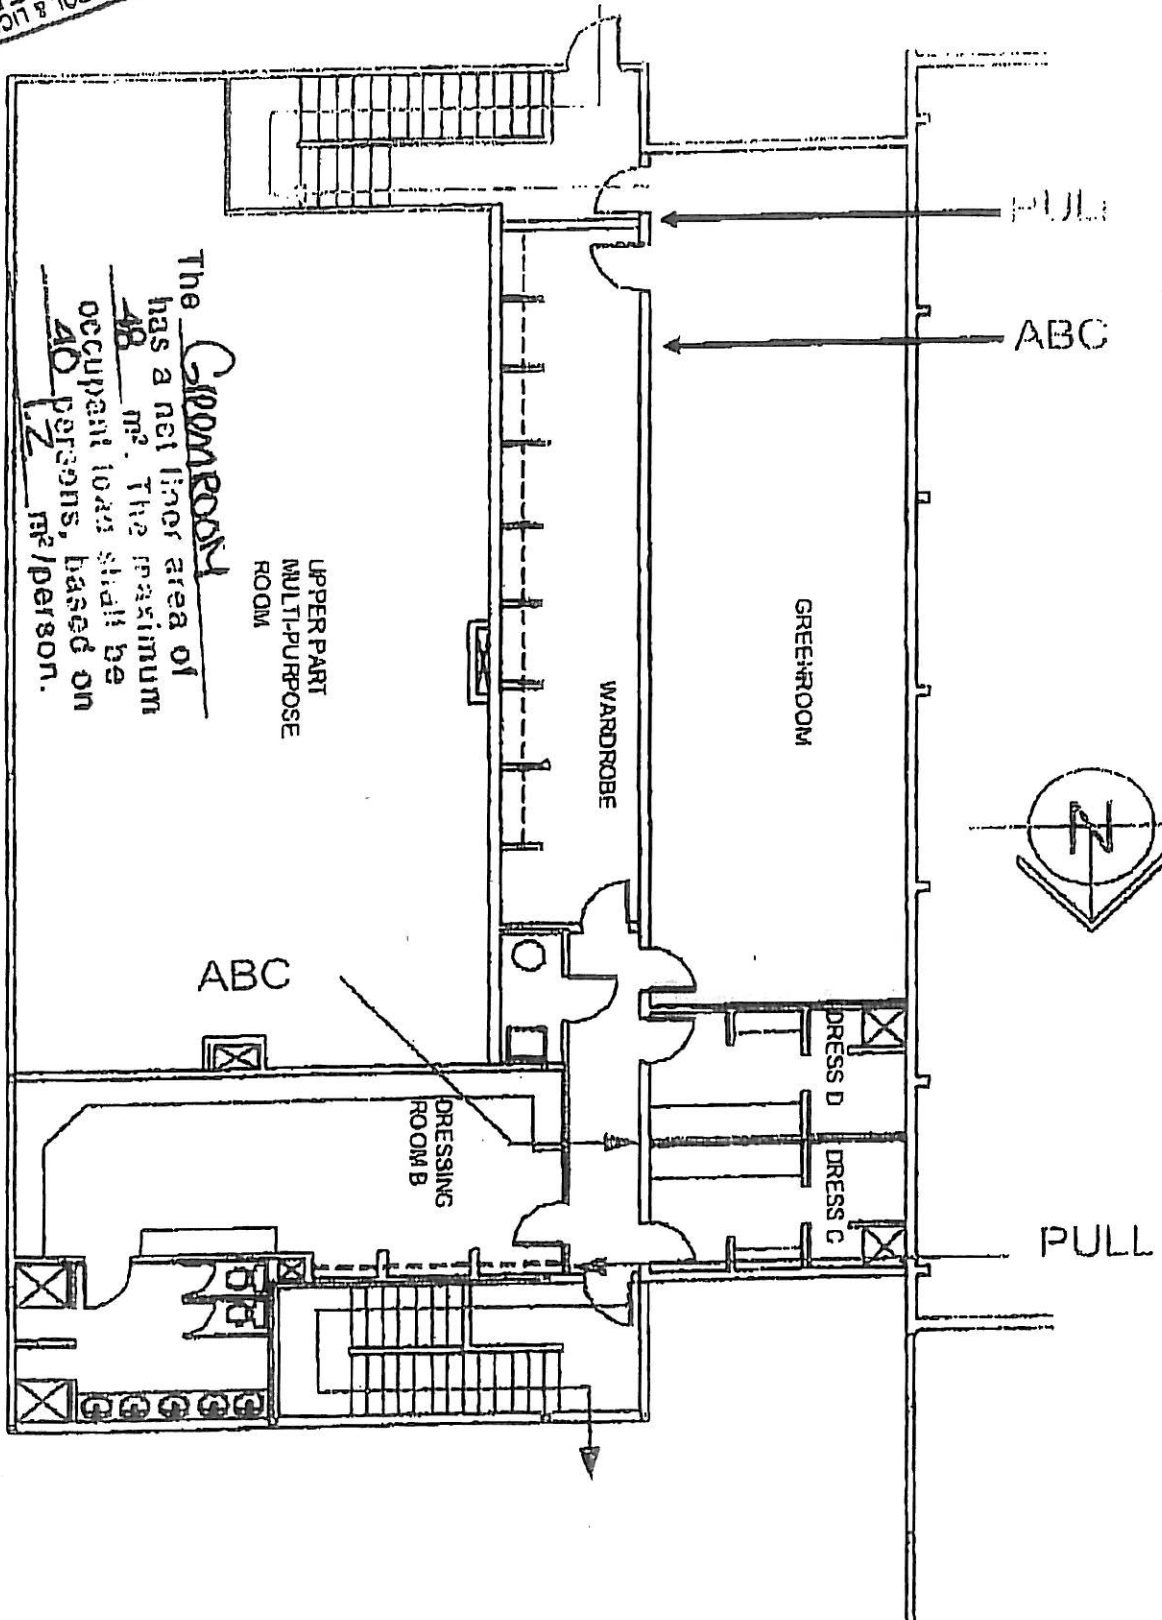 PULL
ABC
The Greenroom
has a net floor area of
48 m². The maximum
occupant load shall be
40 persons, based on
1.2 m²/person.
UPPER PART
MULTI-PURPOSE
ROOM
WARDROBE
GREENROOM
N
ABC
DRESSING
ROOM B
DRESS D
DRESS C
PULL